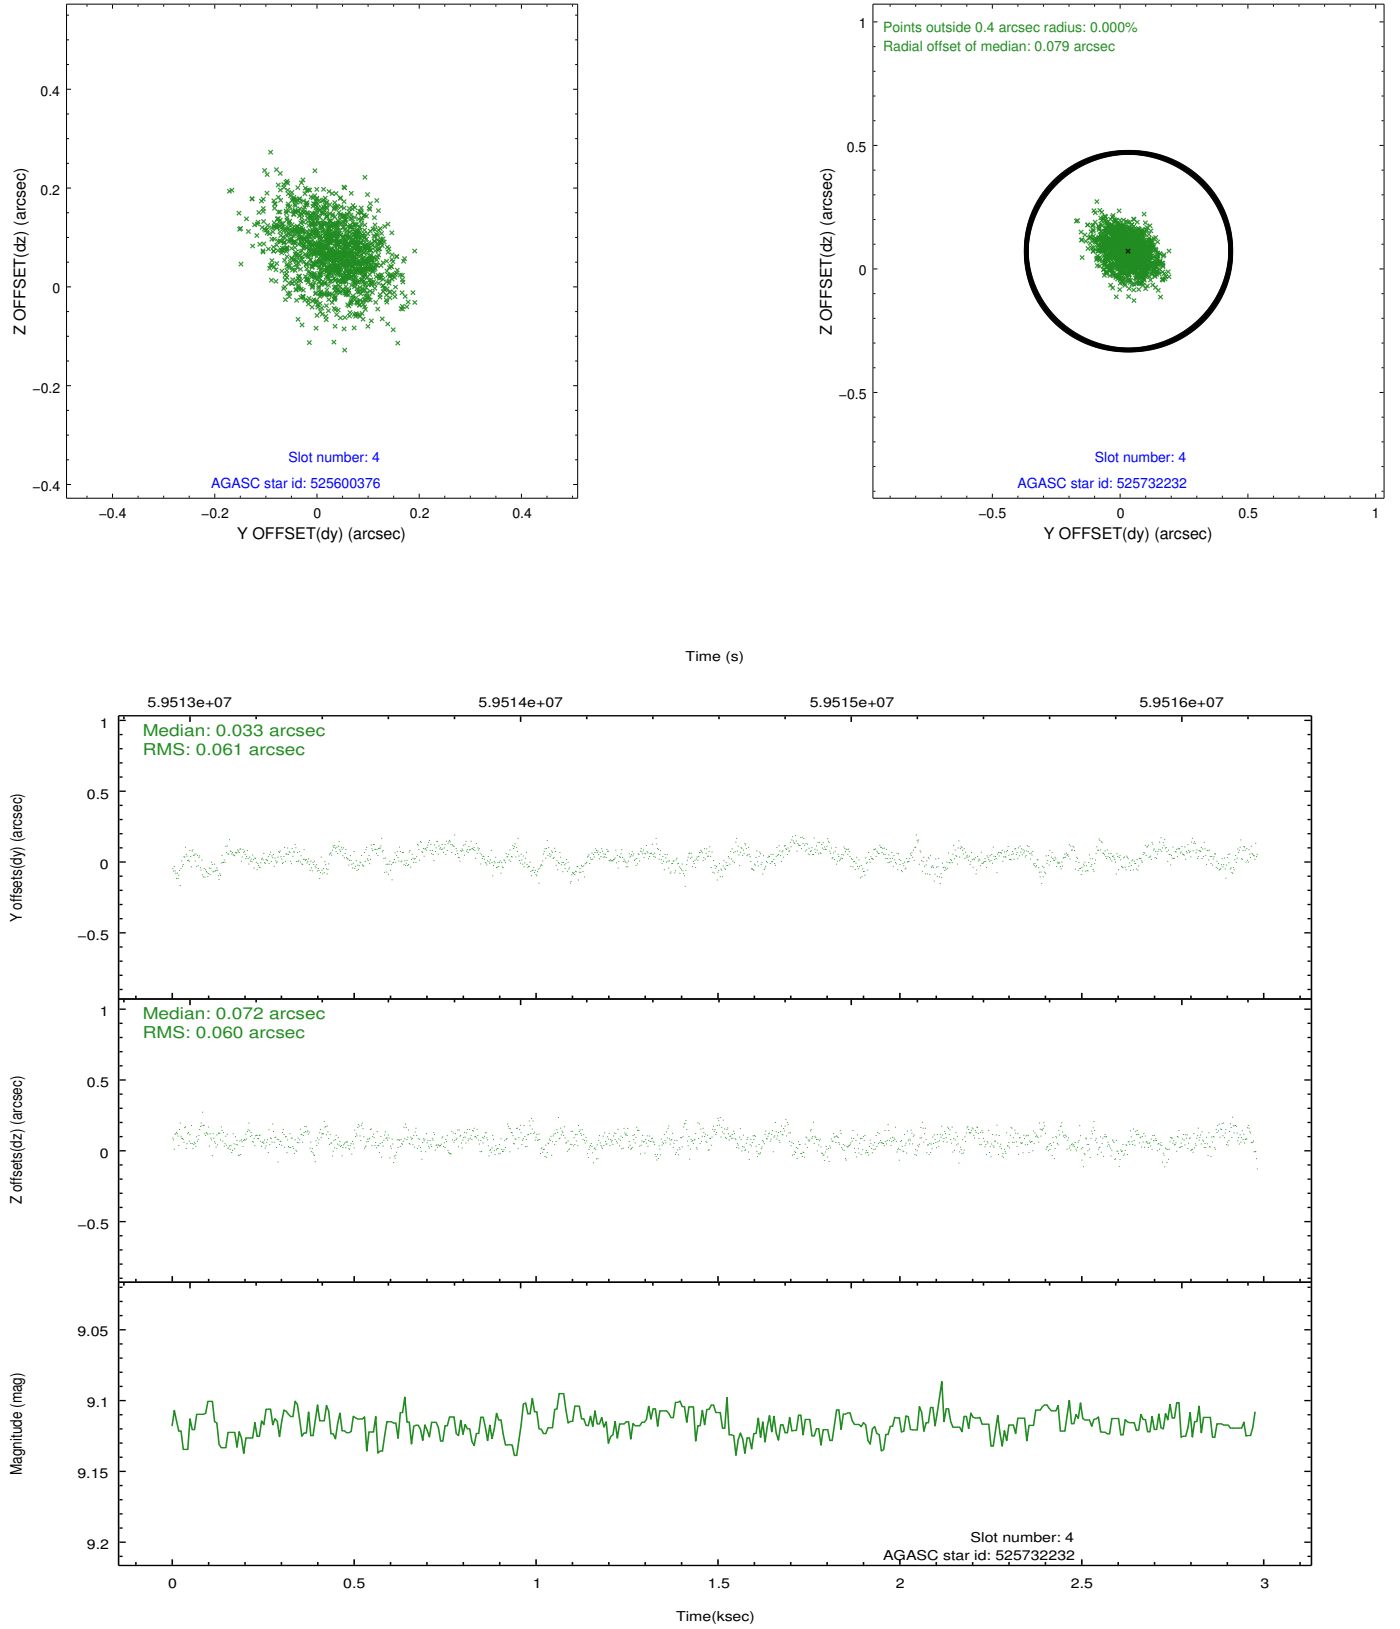 0.4
0.2
0
−0.2
−0.4
Z OFFSET(dz) (arcsec)
Slot number: 4
AGASC star id: 525600376
−0.4 −0.2 0 0.2 0.4
Y OFFSET(dy) (arcsec)
Points outside 0.4 arcsec radius: 0.000%
Radial offset of median: 0.079 arcsec
1
0.5
0
−0.5
Z OFFSET(dz) (arcsec)
Slot number: 4
AGASC star id: 525732232
−0.5 0 0.5 1
Y OFFSET(dy) (arcsec)
Time (s)
5.9513e+07 5.9514e+07 5.9515e+07 5.9516e+07
Median: 0.033 arcsec
RMS: 0.061 arcsec
1
0.5
0
−0.5
Y offsets(dy) (arcsec)
Median: 0.072 arcsec
RMS: 0.060 arcsec
1
0.5
0
−0.5
Z offsets(dz) (arcsec)
9.05
9.1
9.15
9.2
Magnitude (mag)
Slot number: 4
AGASC star id: 525732232
0 0.5 1 1.5 2 2.5 3
Time(ksec)